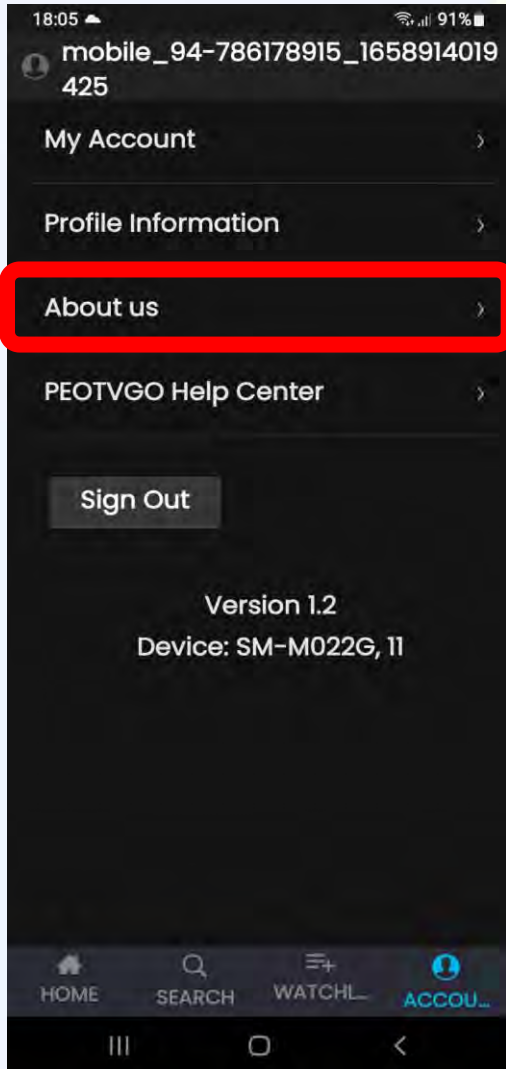 18:05 91%
mobile_94-786178915_1658914019
425
My Account
Profile Information
About us
PEOTVGO Help Center
Sign Out
Version 1.2
Device: SM-M022G, 11
HOME SEARCH WATCHL... ACCOU...